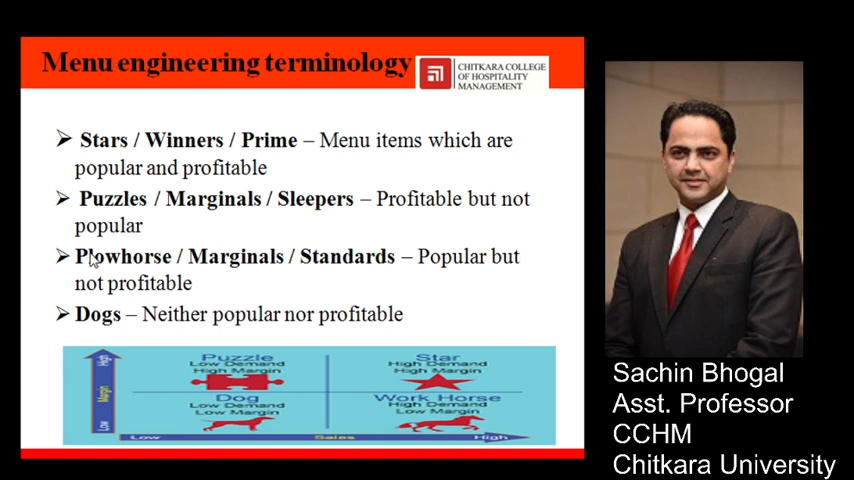 Menu engineering terminology
CHITKARA COLLEGE
OF HOSPITALITY
MANAGEMENT
Stars / Winners / Prime – Menu items which are
popular and profitable
Puzzles / Marginals / Sleepers – Profitable but not
popular
Plowhorse / Marginals / Standards – Popular but
not profitable
Dogs – Neither popular nor profitable
High
Margin
Low
Puzzle
Low Demand
High Margin
Star
High Demand
High Margin
Dog
Low Demand
Low Margin
Work Horse
High Demand
Low Margin
Low Sales High
Sachin Bhogal
Asst. Professor
CCHM
Chitkara University